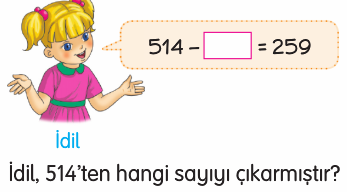 514 – = 259
İdil
İdil, 514'ten hangi sayıyı çıkarmıştır?